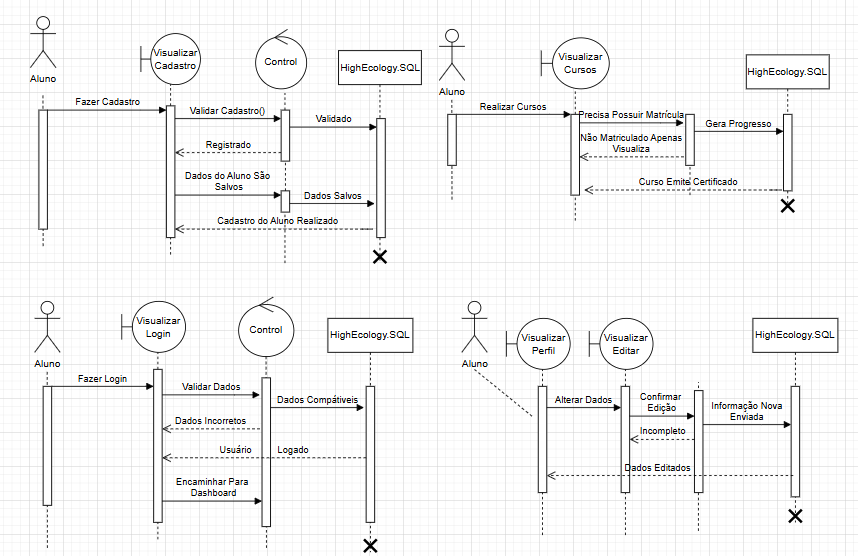 Aluno
Visualizar
Cadastro
Control
HighEcology.SQL
Fazer Cadastro
Validar Cadastro()
Validado
Registrado
Dados do Aluno São
Salvos
Dados Salvos
Cadastro do Aluno Realizado
Aluno
Visualizar
Cursos
HighEcology.SQL
Realizar Cursos
Precisa Possuir Matrícula
Gera Progresso
Não Matriculado Apenas
Visualiza
Curso Emite Certificado
Aluno
Visualizar
Login
Control
HighEcology.SQL
Fazer Login
Validar Dados
Dados Compátiveis
Dados Incorretos
Usuário Logado
Encaminhar Para
Dashboard
Aluno
Visualizar
Perfil
Visualizar
Editar
HighEcology.SQL
Alterar Dados
Confirmar
Edição
Informação Nova
Enviada
Incompleto
Dados Editados